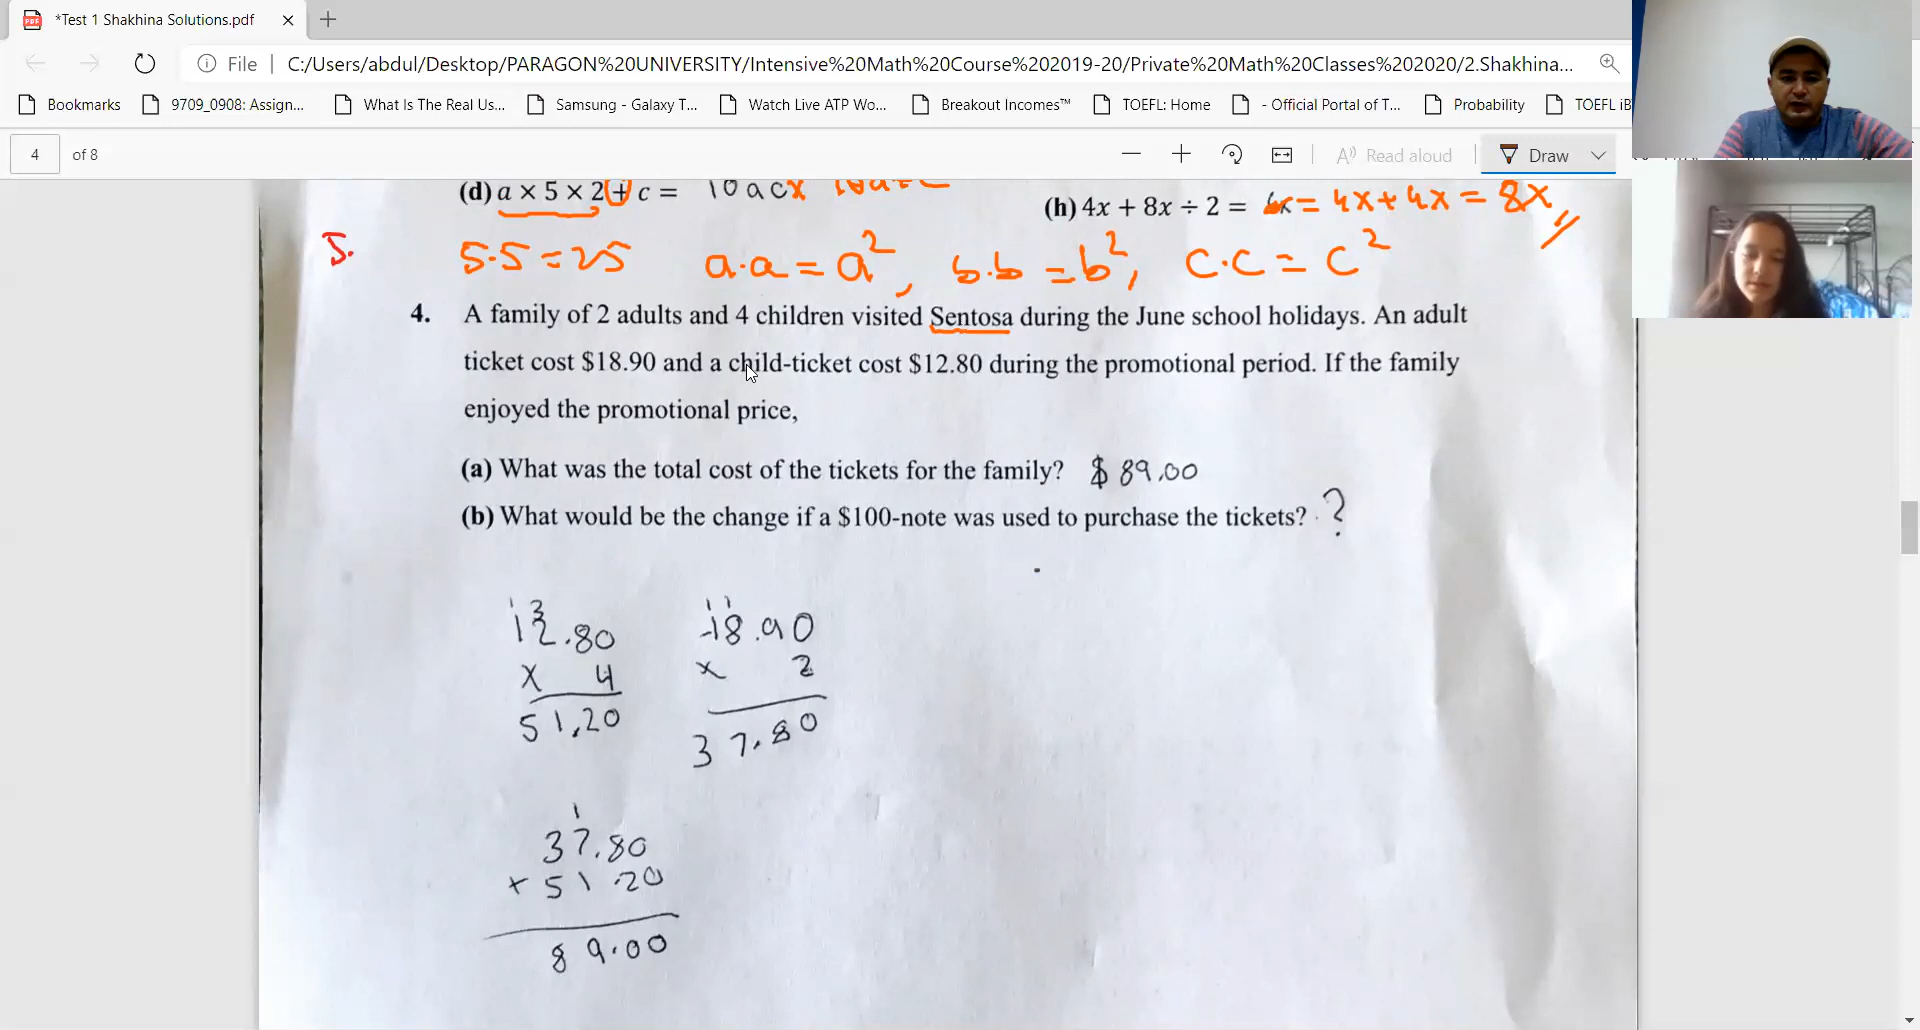 *Test 1 Shakhina Solutions.pdf
File
C:/Users/abdul/Desktop/PARAGON%20UNIVERSITY/Intensive%20Math%20Course%202019-20/Private%20Math%20Classes%202020/2.Shakhina...
Bookmarks 9709_0908: Assign... What Is The Real Us... Samsung - Galaxy T... Watch Live ATP Wo... Breakout Incomes™ TOEFL: Home - Official Portal of T... Probability TOEFL iB
4 of 8 Read aloud Draw
(d) a × 5 × 2 + c = 10ac x
(h) 4x + 8x ÷ 2 = = 4x+4x = 8x
5. 5·5=25 a·a=a², b·b=b², c·c=c²
4. A family of 2 adults and 4 children visited Sentosa during the June school holidays. An adult
ticket cost $18.90 and a child-ticket cost $12.80 during the promotional period. If the family
enjoyed the promotional price,
(a) What was the total cost of the tickets for the family? $ 89.00
(b) What would be the change if a $100-note was used to purchase the tickets? ?
1 3 1 1
12.80 18.90
x 4 x 2
51,20 37.80
1
37.80
+ 51.20
89.00